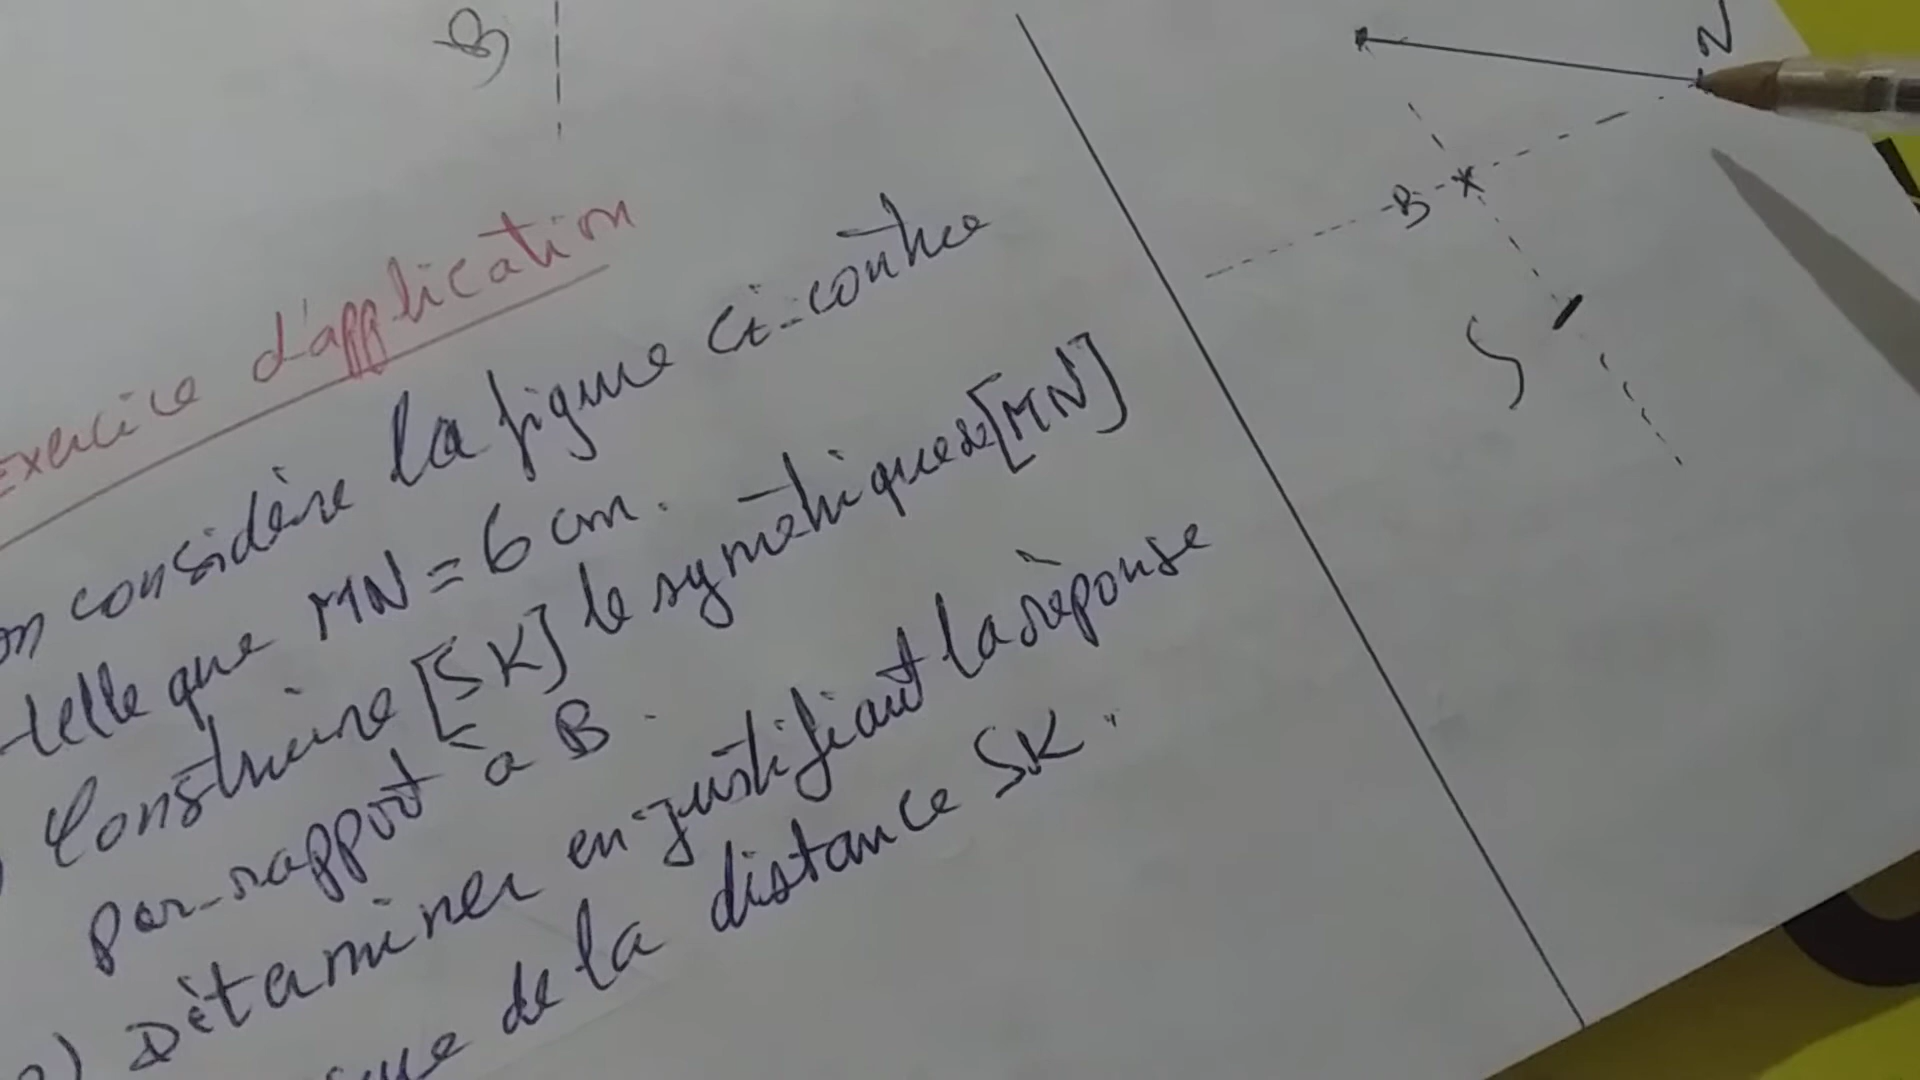 B
Exercice d'application
on considère la figure ci-contre
telle que MN = 6 cm.
) Construire [SK] le symétrique de [MN]
par-rapport à B.
2) Détaminer en-justifiant la réponse
de la distance SK.
N
B
S